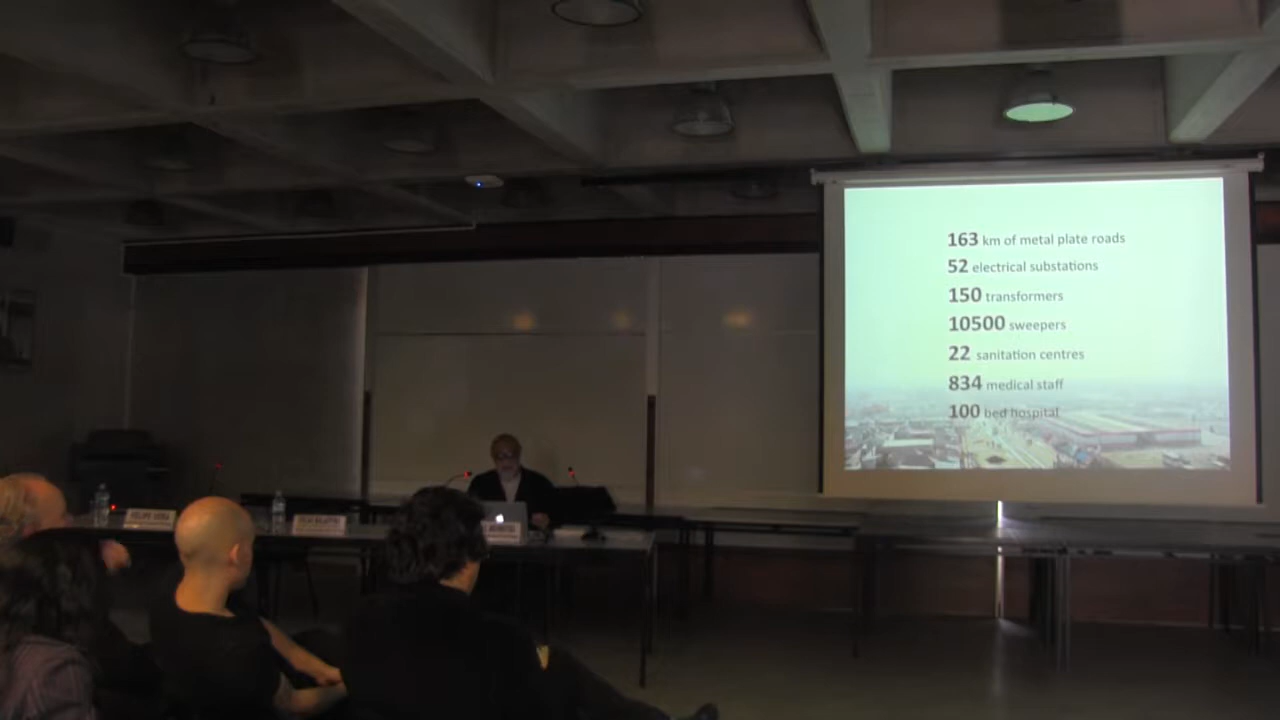 163 km of metal plate roads
52 electrical substations
150 transformers
10500 sweepers
22 sanitation centres
834 medical staff
100 bed hospital